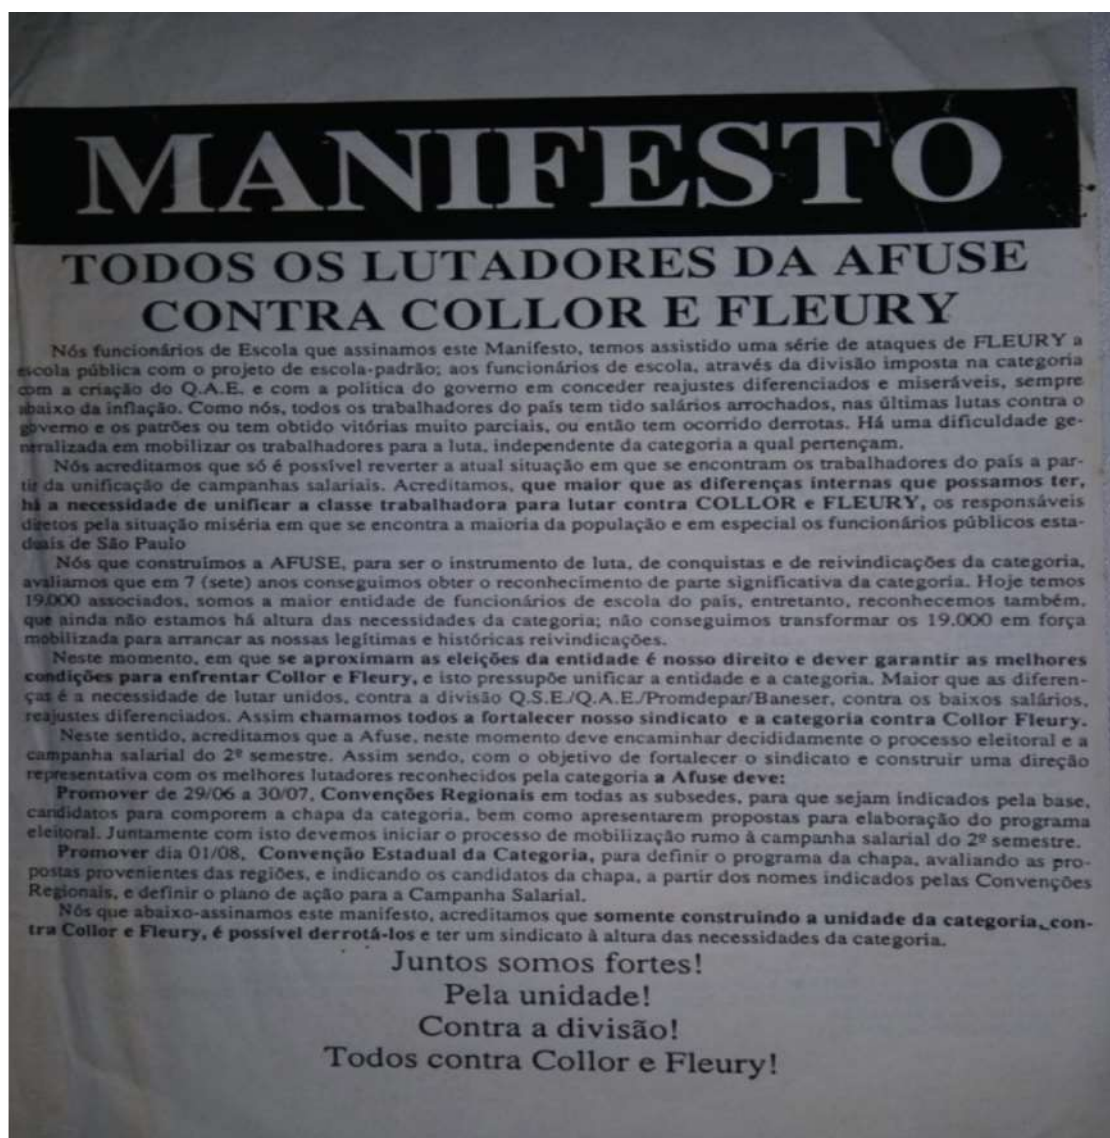 MANIFESTO
TODOS OS LUTADORES DA AFUSE
CONTRA COLLOR E FLEURY
Nós funcionários de Escola que assinamos este Manifesto, temos assistido uma série de ataques de FLEURY a
escola pública com o projeto de escola-padrão; aos funcionários de escola, através da divisão imposta na categoria
com a criação do Q.A.E. e com a politica do governo em conceder reajustes diferenciados e miseráveis, sempre
abaixo da inflação. Como nós, todos os trabalhadores do país tem tido salários arrochados, nas últimas lutas contra o
governo e os patrões ou tem obtido vitórias muito parciais, ou então tem ocorrido derrotas. Há uma dificuldade ge-
neralizada em mobilizar os trabalhadores para a luta, independente da categoria a qual pertençam.
Nós acreditamos que só é possível reverter a atual situação em que se encontram os trabalhadores do país a par-
tir da unificação de campanhas salariais. Acreditamos, que maior que as diferenças internas que possamos ter,
há a necessidade de unificar a classe trabalhadora para lutar contra COLLOR e FLEURY, os responsáveis
diretos pela situação miséria em que se encontra a maioria da população e em especial os funcionários públicos esta-
duais de São Paulo
Nós que construímos a AFUSE, para ser o instrumento de luta, de conquistas e de reivindicações da categoria,
avaliamos que em 7 (sete) anos conseguimos obter o reconhecimento de parte significativa da categoria. Hoje temos
19.000 associados, somos a maior entidade de funcionários de escola do país, entretanto, reconhecemos também,
que ainda não estamos há altura das necessidades da categoria; não conseguimos transformar os 19.000 em força
mobilizada para arrancar as nossas legítimas e históricas reivindicações.
Neste momento, em que se aproximam as eleições da entidade é nosso direito e dever garantir as melhores
condições para enfrentar Collor e Fleury, e isto pressupõe unificar a entidade e a categoria. Maior que as diferen-
ças é a necessidade de lutar unidos, contra a divisão Q.S.E./Q.A.E./Promdepar/Baneser, contra os baixos salários,
reajustes diferenciados. Assim chamamos todos a fortalecer nosso sindicato e a categoria contra Collor Fleury.
Neste sentido, acreditamos que a Afuse, neste momento deve encaminhar decididamente o processo eleitoral e a
campanha salarial do 2º semestre. Assim sendo, com o objetivo de fortalecer o sindicato e construir uma direção
representativa com os melhores lutadores reconhecidos pela categoria a Afuse deve:
Promover de 29/06 a 30/07, Convenções Regionais em todas as subsedes, para que sejam indicados pela base,
candidatos para comporem a chapa da categoria, bem como apresentarem propostas para elaboração do programa
eleitoral. Juntamente com isto devemos iniciar o processo de mobilização rumo à campanha salarial do 2º semestre.
Promover dia 01/08, Convenção Estadual da Categoria, para definir o programa da chapa, avaliando as pro-
postas provenientes das regiões, e indicando os candidatos da chapa, a partir dos nomes indicados pelas Convenções
Regionais, e definir o plano de ação para a Campanha Salarial.
Nós que abaixo-assinamos este manifesto, acreditamos que somente construindo a unidade da categoria, con-
tra Collor e Fleury, é possível derrotá-los e ter um sindicato à altura das necessidades da categoria.
Juntos somos fortes!
Pela unidade!
Contra a divisão!
Todos contra Collor e Fleury!